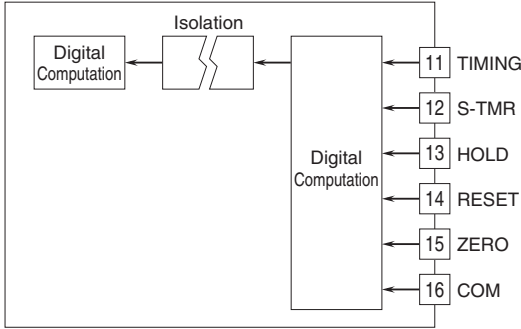 Isolation
Digital
Computation
Digital
Computation
11 TIMING
12 S-TMR
13 HOLD
14 RESET
15 ZERO
16 COM